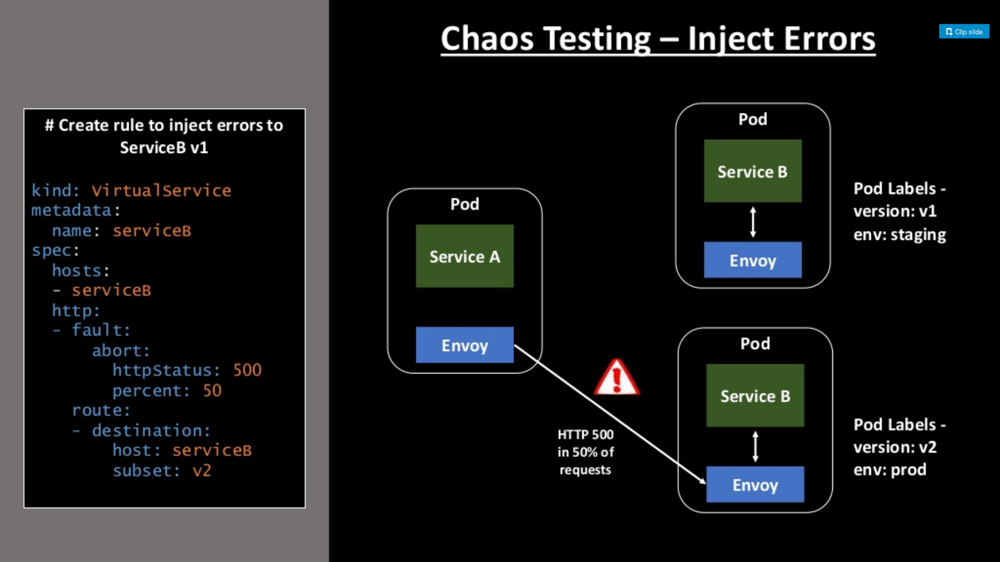 Chaos Testing – Inject Errors
Clip slide
# Create rule to inject errors to
ServiceB v1
kind: VirtualService
metadata:
  name: serviceB
spec:
  hosts:
  - serviceB
  http:
  - fault:
      abort:
        httpStatus: 500
        percent: 50
    route:
    - destination:
        host: serviceB
        subset: v2
Pod
Service A
Envoy
HTTP 500
in 50% of
requests
Pod
Service B
Envoy
Pod Labels -
version: v1
env: staging
Pod
Service B
Envoy
Pod Labels -
version: v2
env: prod